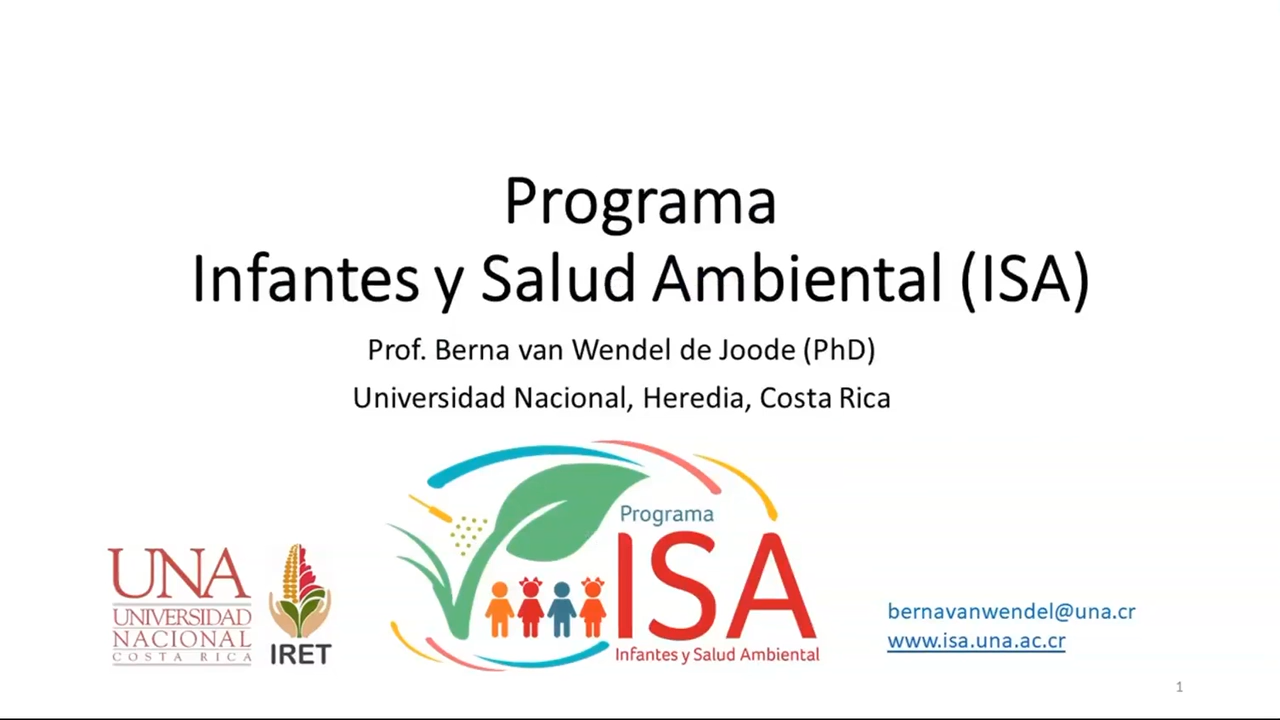 Programa
Infantes y Salud Ambiental (ISA)
Prof. Berna van Wendel de Joode (PhD)
Universidad Nacional, Heredia, Costa Rica
UNA
UNIVERSIDAD
NACIONAL
COSTA RICA
IRET
Programa
ISA
Infantes y Salud Ambiental
bernavanwendel@una.cr
www.isa.una.ac.cr
1